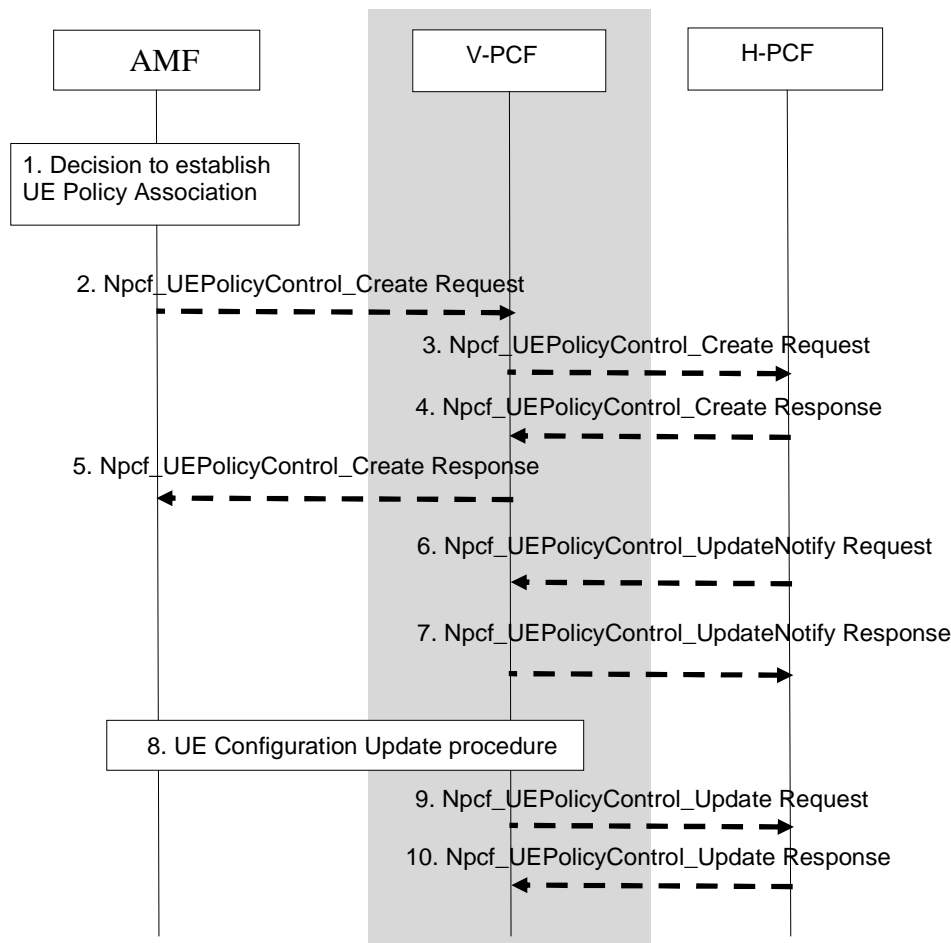 AMF
V-PCF
H-PCF
1. Decision to establish
UE Policy Association
2. Npcf_UEPolicyControl_Create Request
3. Npcf_UEPolicyControl_Create Request
4. Npcf_UEPolicyControl_Create Response
5. Npcf_UEPolicyControl_Create Response
6. Npcf_UEPolicyControl_UpdateNotify Request
7. Npcf_UEPolicyControl_UpdateNotify Response
8. UE Configuration Update procedure
9. Npcf_UEPolicyControl_Update Request
10. Npcf_UEPolicyControl_Update Response